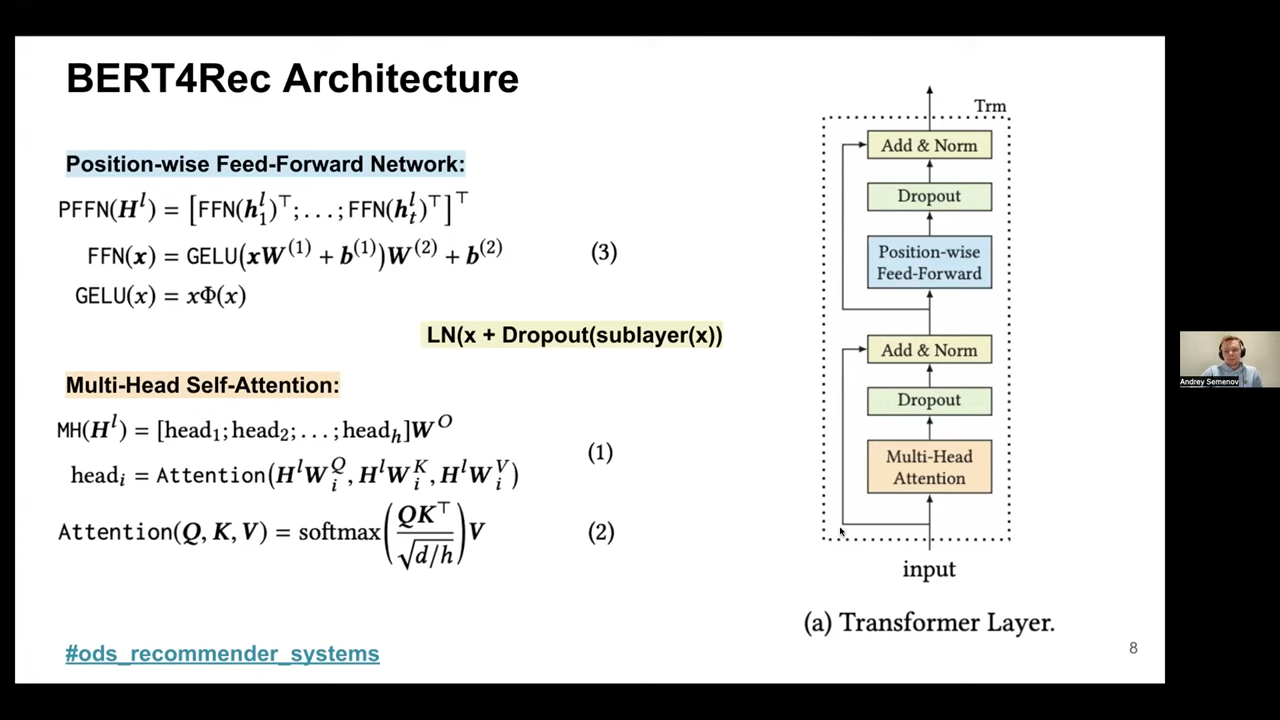 BERT4Rec Architecture
Position-wise Feed-Forward Network:
PFFN(H^l) = [FFN(h_1^l)^⊤; . . . ; FFN(h_t^l)^⊤]^⊤
FFN(x) = GELU(xW^(1) + b^(1))W^(2) + b^(2) (3)
GELU(x) = xΦ(x)
LN(x + Dropout(sublayer(x))
Multi-Head Self-Attention:
MH(H^l) = [head_1; head_2; . . . ; head_h]W^O
head_i = Attention(H^l W_i^Q, H^l W_i^K, H^l W_i^V)
(1)
Attention(Q, K, V) = softmax(QK^⊤ / √d/h)V (2)
#ods_recommender_systems
Trm
Add & Norm
Dropout
Position-wise
Feed-Forward
Add & Norm
Dropout
Multi-Head
Attention
input
(a) Transformer Layer.
8
Andrey Semenov